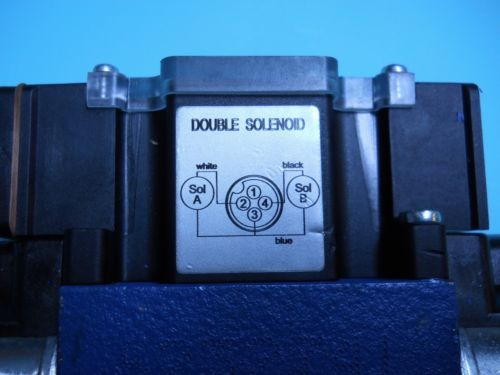 DOUBLE SOLENOID
white black
Sol
A
1
2 4
3
Sol
B
blue